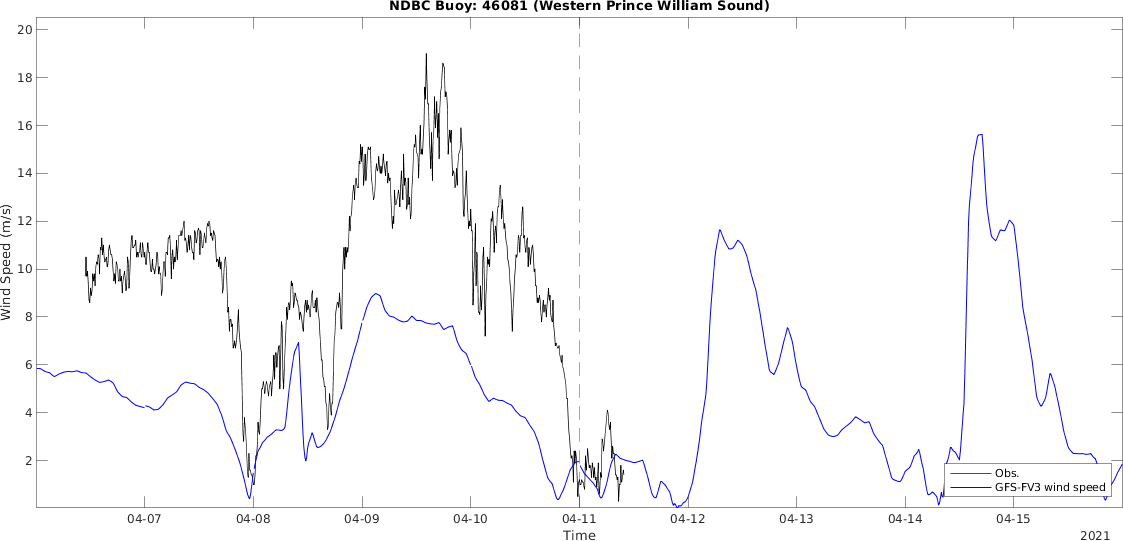 NDBC Buoy: 46081 (Western Prince William Sound)
20
18
16
14
12
10
8
6
4
2
Wind Speed (m/s)
04-07 04-08 04-09 04-10 04-11 04-12 04-13 04-14 04-15
Time
2021
Obs.
GFS-FV3 wind speed